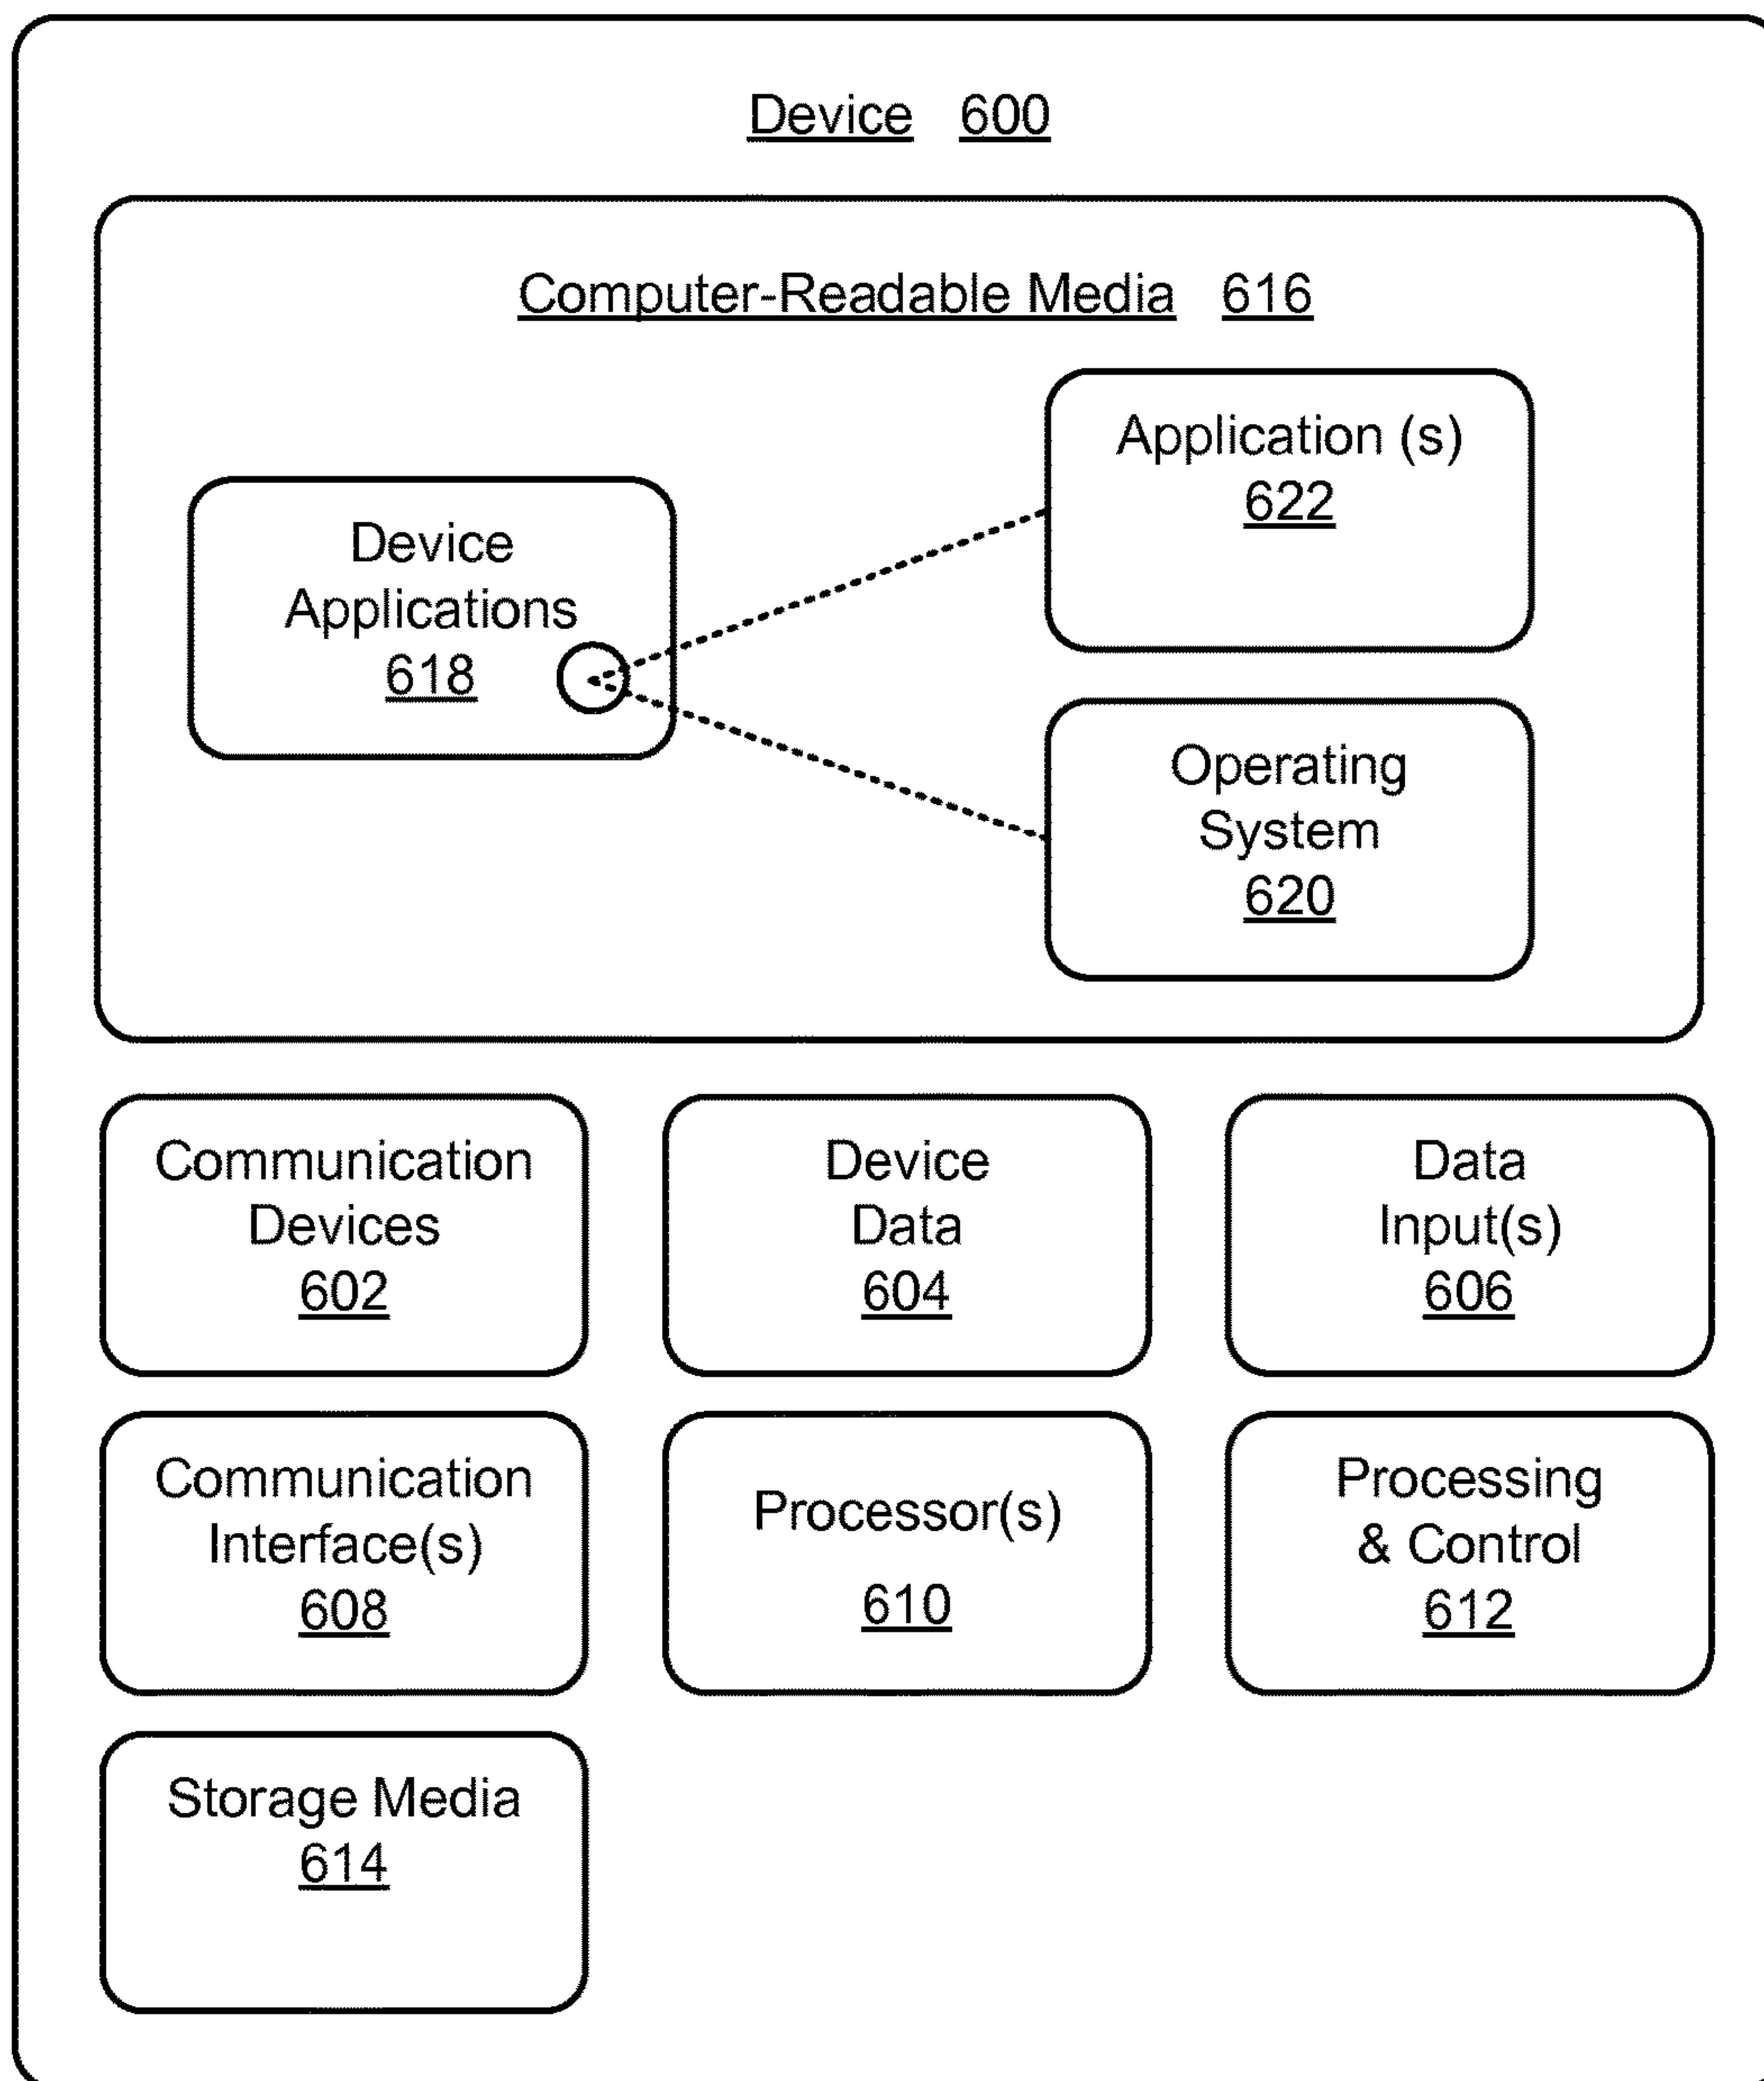 Device 600
Computer-Readable Media 616
Application (s)
622
Device
Applications
618
Operating
System
620
Communication
Devices
602
Device
Data
604
Data
Input(s)
606
Communication
Interface(s)
608
Processor(s)
610
Processing
& Control
612
Storage Media
614